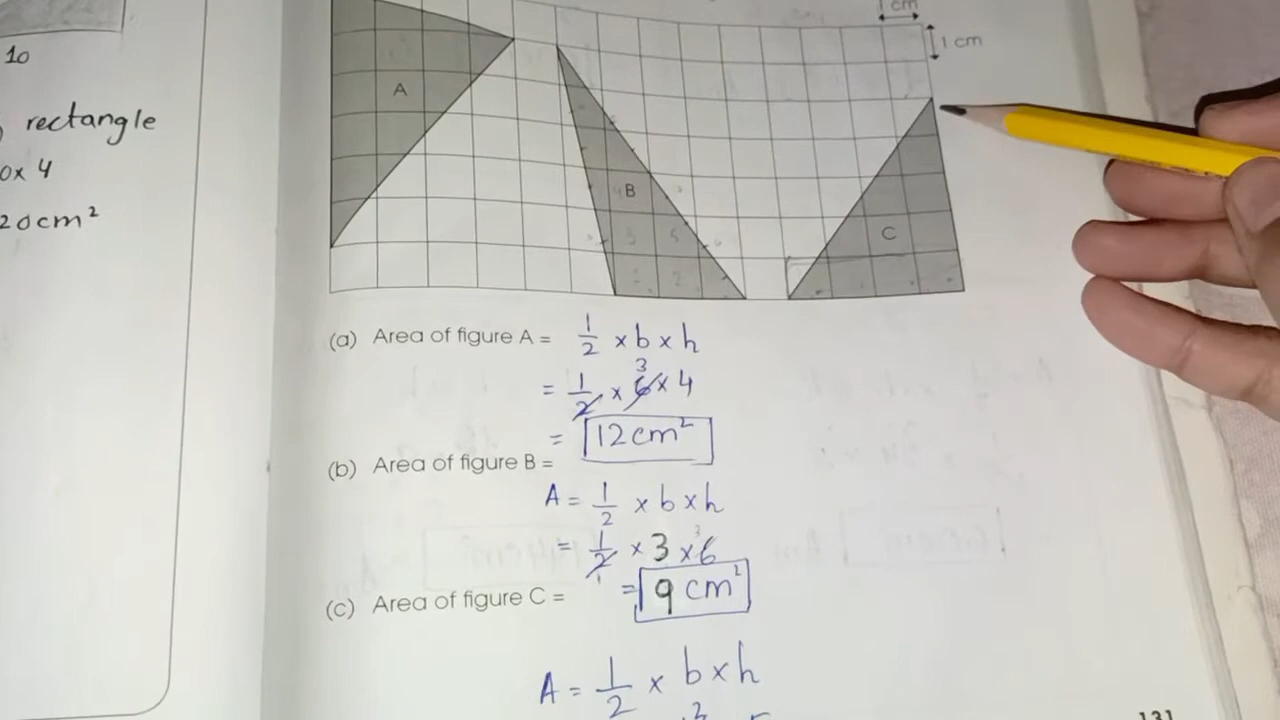 10
rectangle
0x 4
20cm²
1 cm
1 cm
A
B
C
(a) Area of figure A = 1/2 x b x h
= 1/2 x 6 3 x 4
= 12cm²
(b) Area of figure B =
A = 1/2 x b x h
= 1/2 x 3 x 6
= 9 cm²
(c) Area of figure C =
A = 1/2 x b x h
131